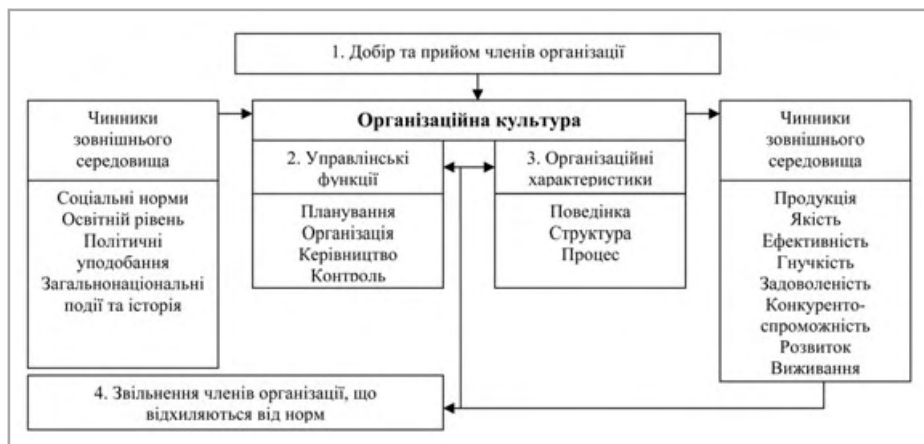 1. Добір та прийом членів організації
Чинники
зовнішнього
середовища
Соціальні норми
Освітній рівень
Політичні
уподобання
Загальнонаціональні
події та історія
Організаційна культура
2. Управлінські
функції
Планування
Організація
Керівництво
Контроль
3. Організаційні
характеристики
Поведінка
Структура
Процес
Чинники
зовнішнього
середовища
Продукція
Якість
Ефективність
Гнучкість
Задоволеність
Конкуренто-
спроможність
Розвиток
Виживання
4. Звільнення членів організації, що
відхиляються від норм